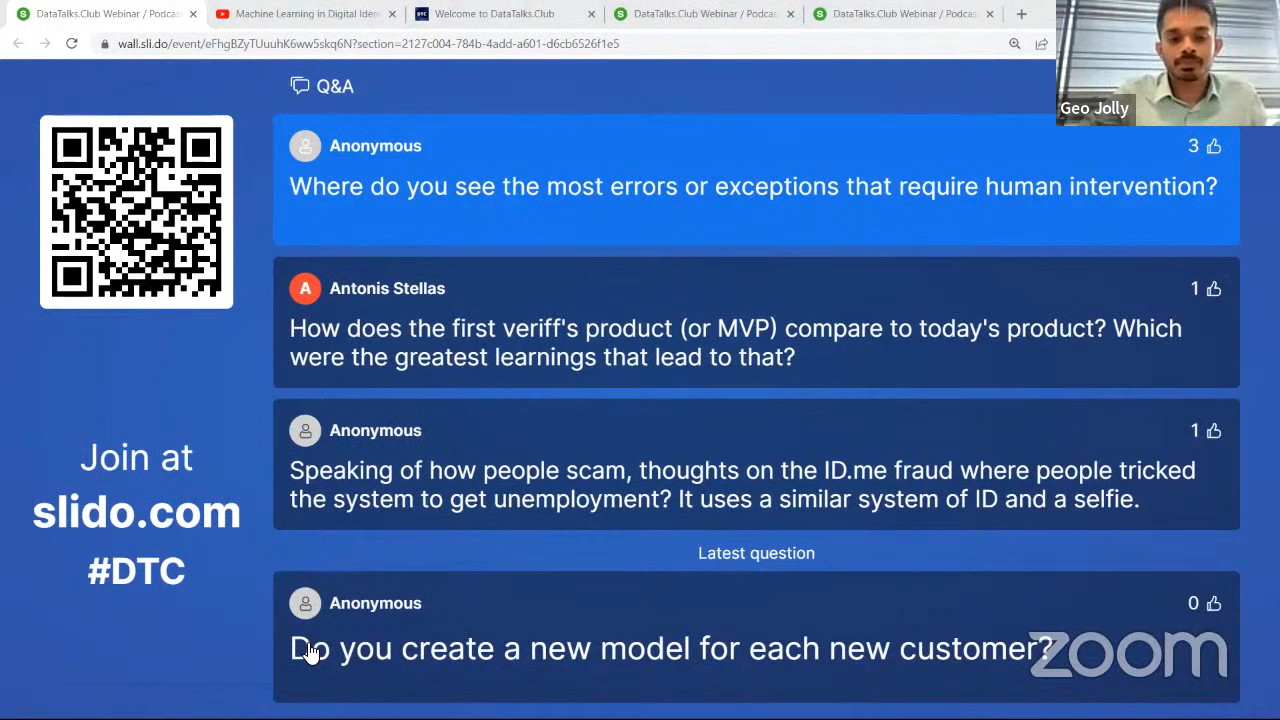 DataTalks.Club Webinar / Podcas
Machine Learning in Digital Iden
DTC
Welcome to DataTalks.Club
DataTalks.Club Webinar / Podcas
DataTalks.Club Webinar / Podcas
wall.sli.do/event/eFhgBZyTUuuhK6ww5skq6N?section=2127c004-784b-4add-a601-d6cb6526f1e5
Geo Jolly
Q&A
Anonymous
3
Where do you see the most errors or exceptions that require human intervention?
A
Antonis Stellas
1
How does the first veriff's product (or MVP) compare to today's product? Which
were the greatest learnings that lead to that?
Anonymous
1
Speaking of how people scam, thoughts on the ID.me fraud where people tricked
the system to get unemployment? It uses a similar system of ID and a selfie.
Join at
slido.com
#DTC
Latest question
Anonymous
0
Do you create a new model for each new customer?
zoom